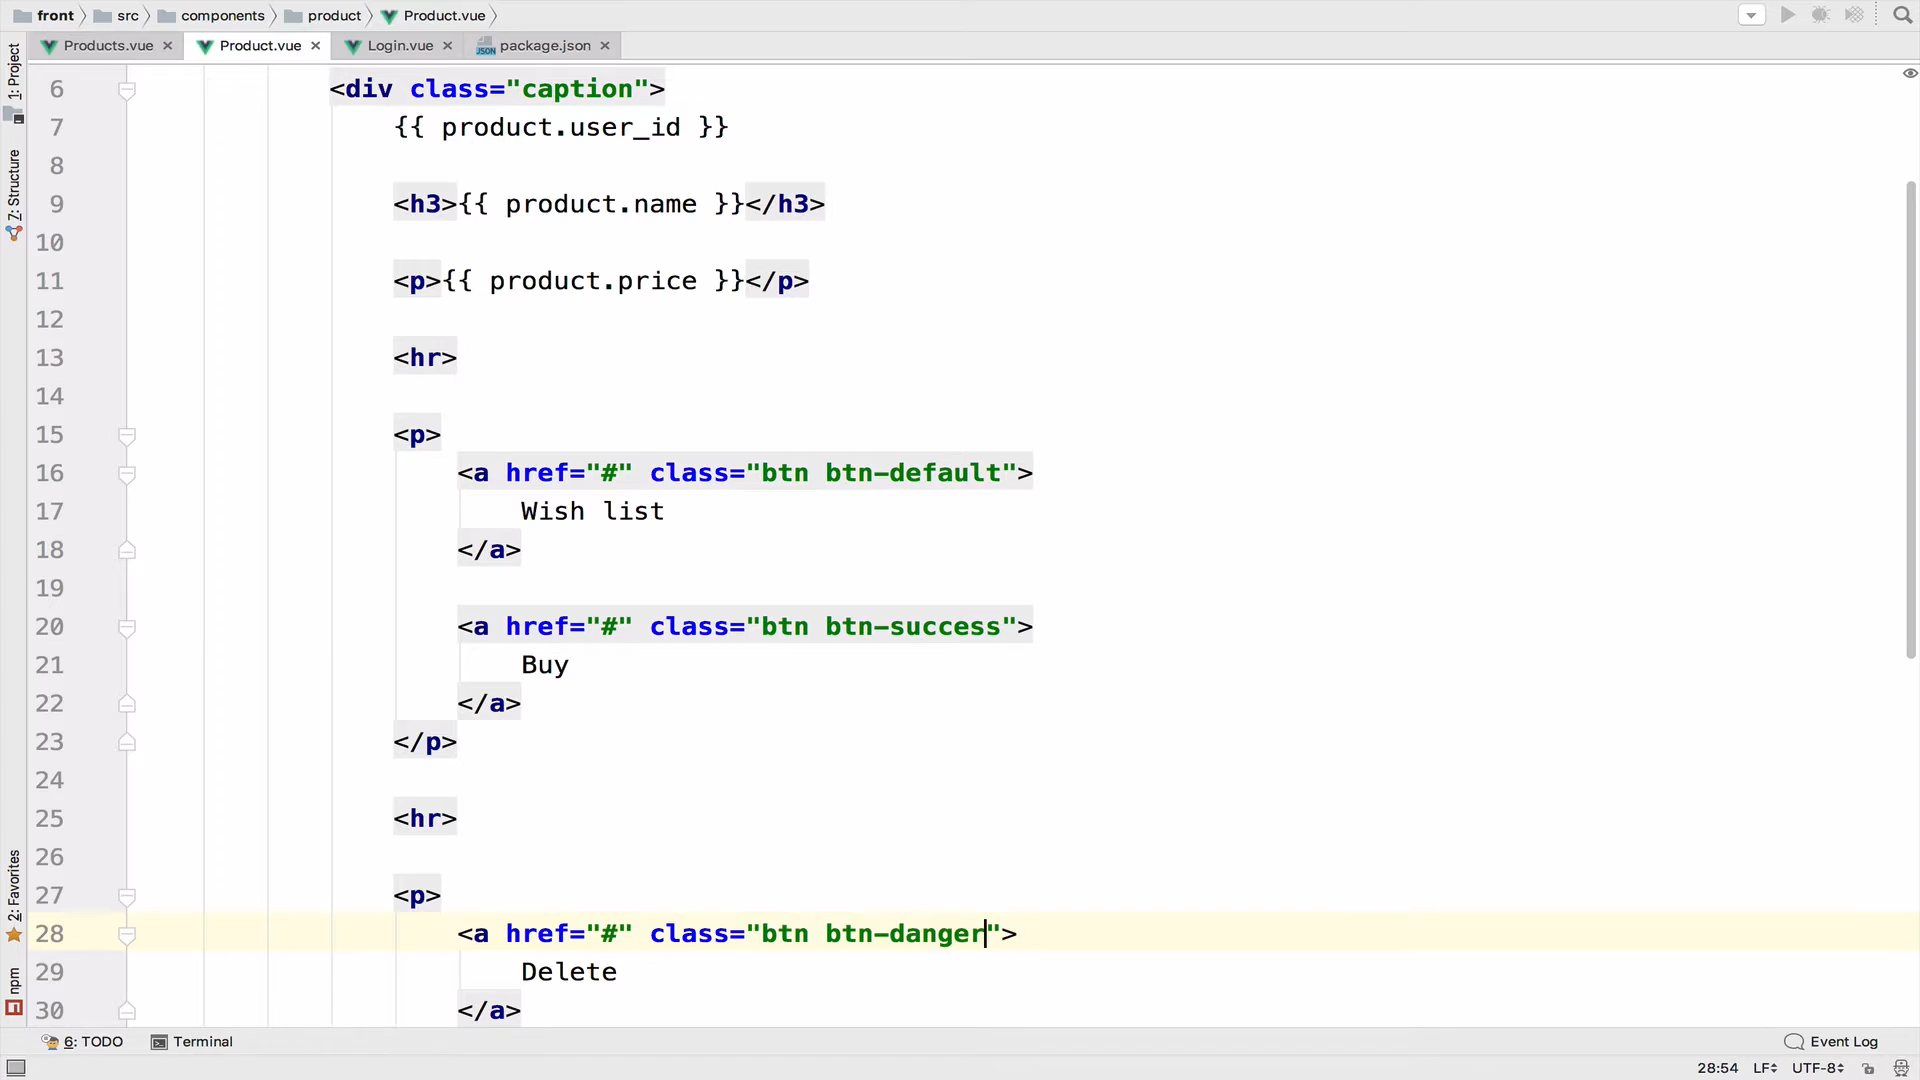 front src components product Product.vue
Products.vue Product.vue Login.vue package.json
1: Project
7: Structure
2: Favorites
npm
6 <div class="caption">
7 {{ product.user_id }}
8
9 <h3>{{ product.name }}</h3>
10
11 <p>{{ product.price }}</p>
12
13 <hr>
14
15 <p>
16 <a href="#" class="btn btn-default">
17 Wish list
18 </a>
19
20 <a href="#" class="btn btn-success">
21 Buy
22 </a>
23 </p>
24
25 <hr>
26
27 <p>
28 <a href="#" class="btn btn-danger">
29 Delete
30 </a>
6: TODO Terminal Event Log
28:54 LF UTF-8